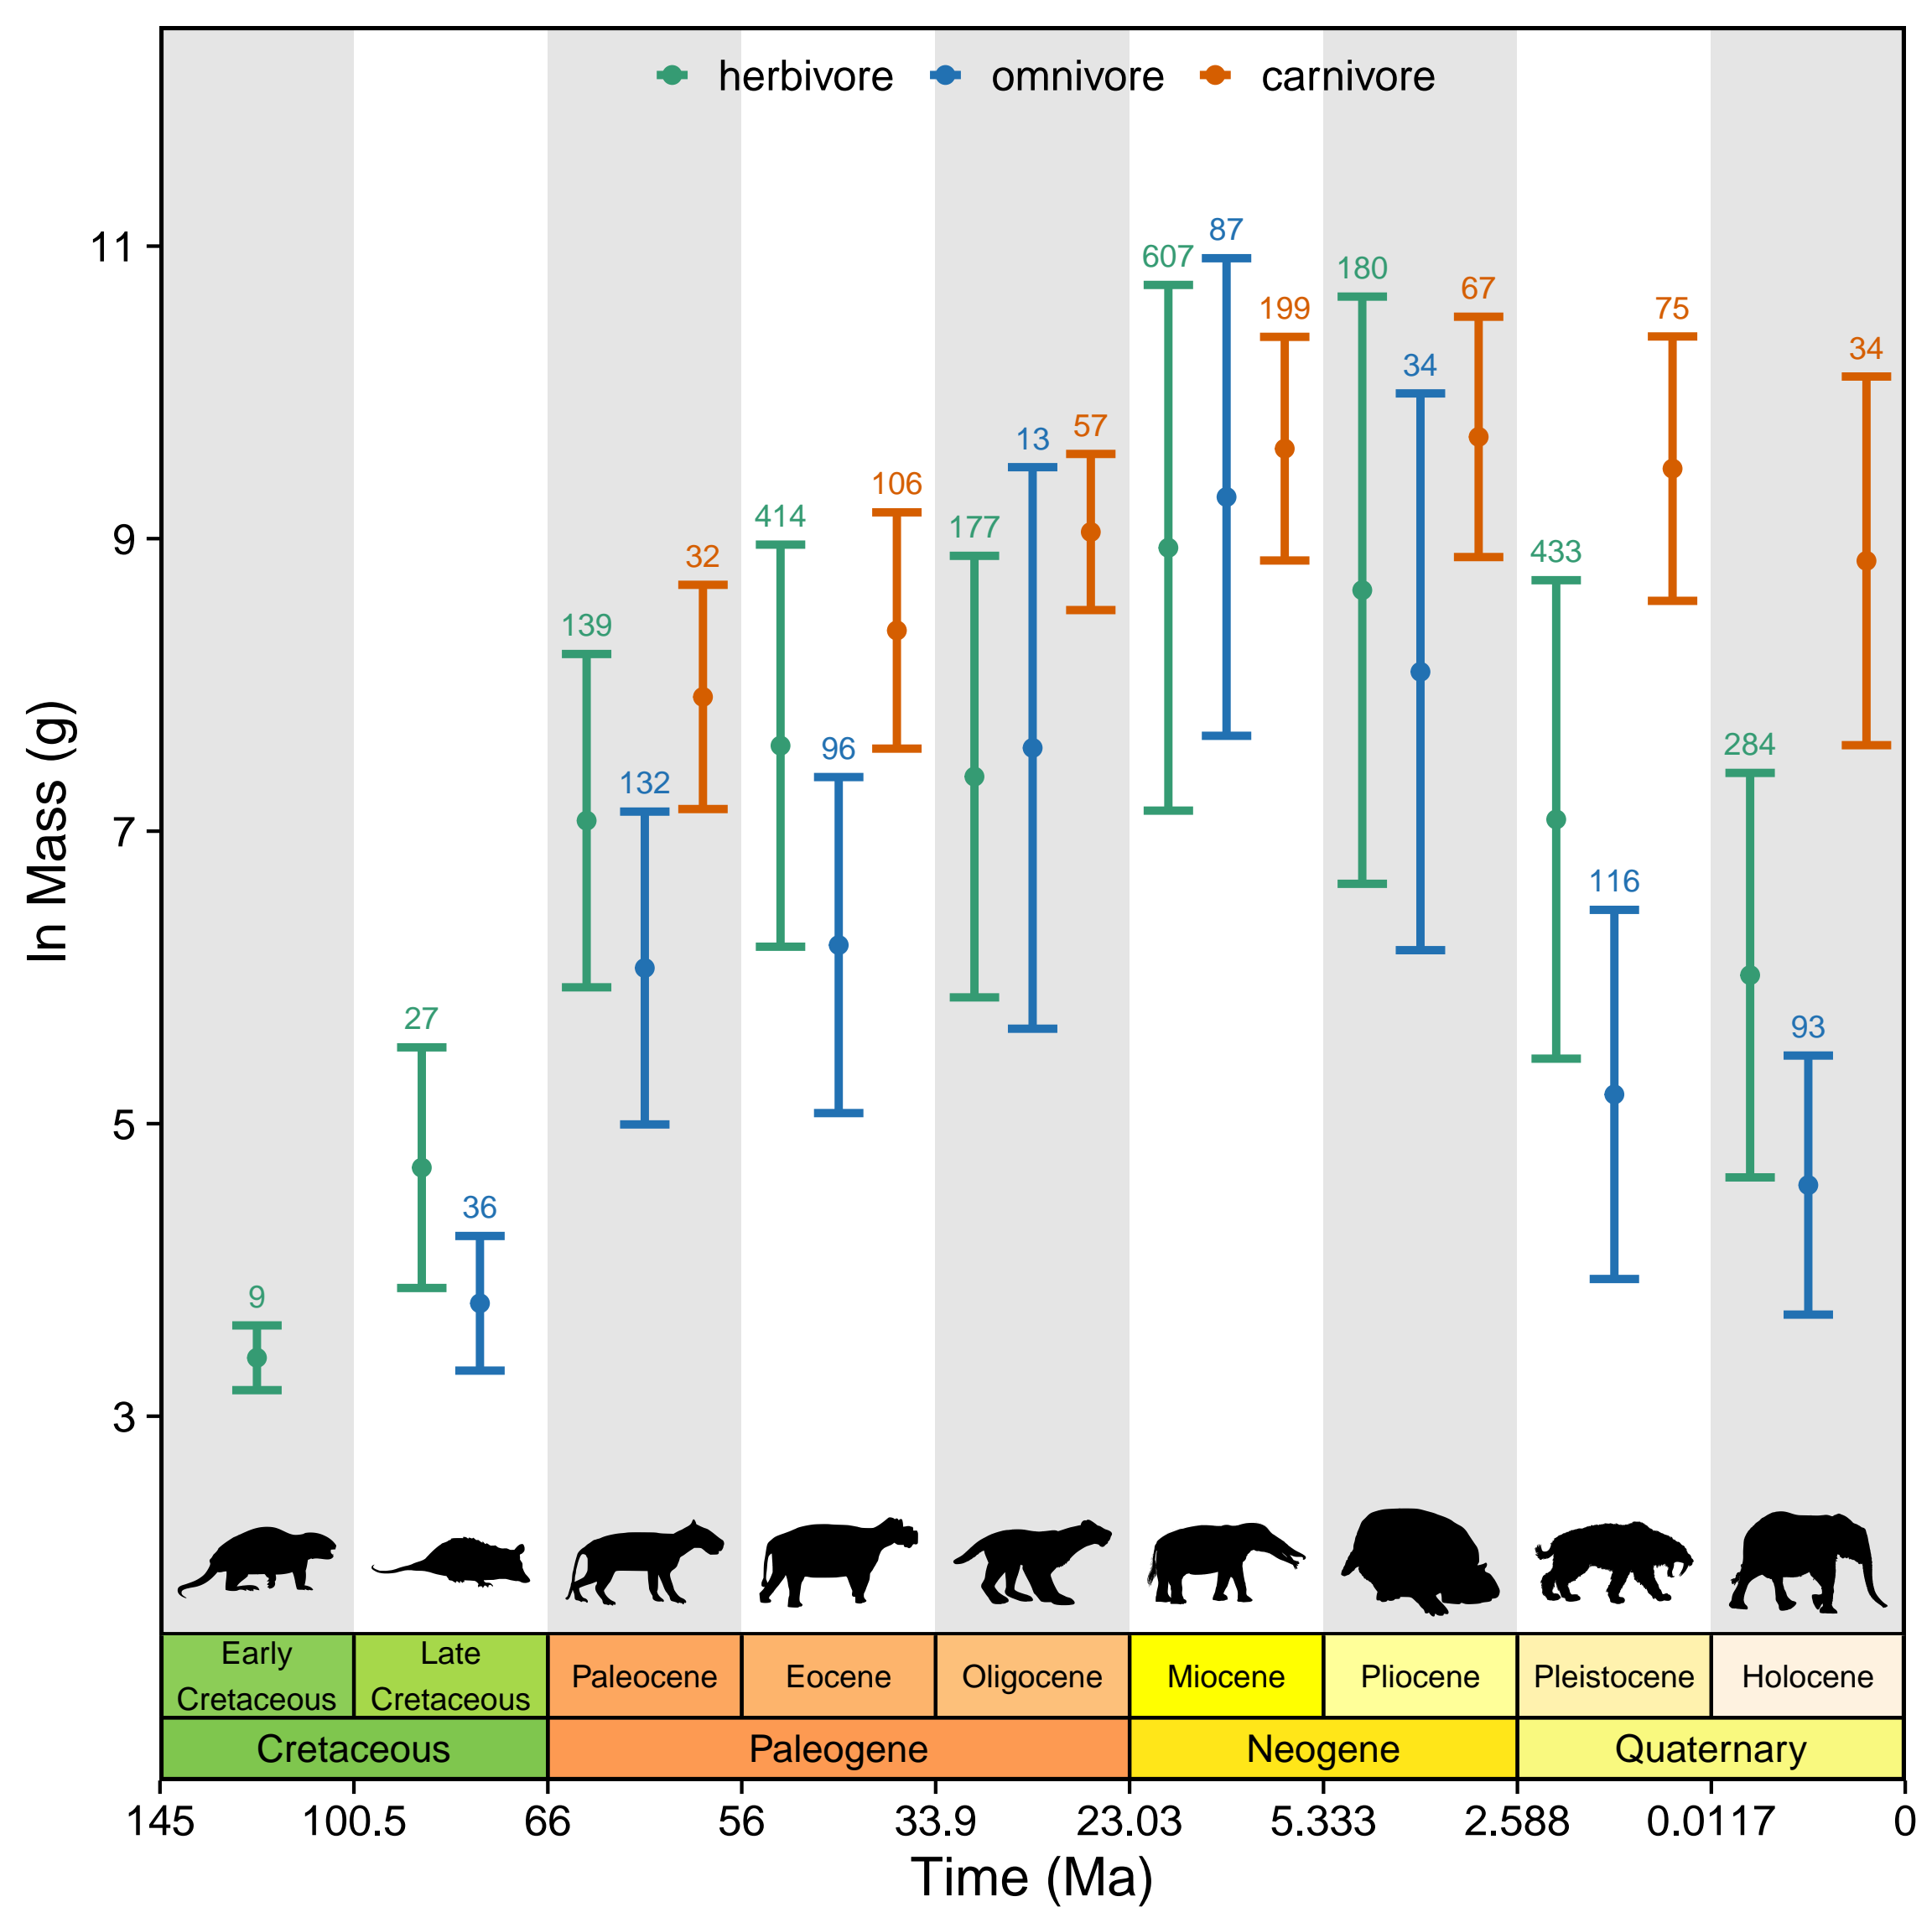 herbivore omnivore carnivore
ln Mass (g)
11
9
7
5
3
9
27
36
139
132
32
414
96
106
177
13
57
607
87
199
180
34
67
433
116
75
284
93
34
Early
Cretaceous
Late
Cretaceous
Paleocene
Eocene
Oligocene
Miocene
Pliocene
Pleistocene
Holocene
Cretaceous
Paleogene
Neogene
Quaternary
145 100.5 66 56 33.9 23.03 5.333 2.588 0.0117 0
Time (Ma)